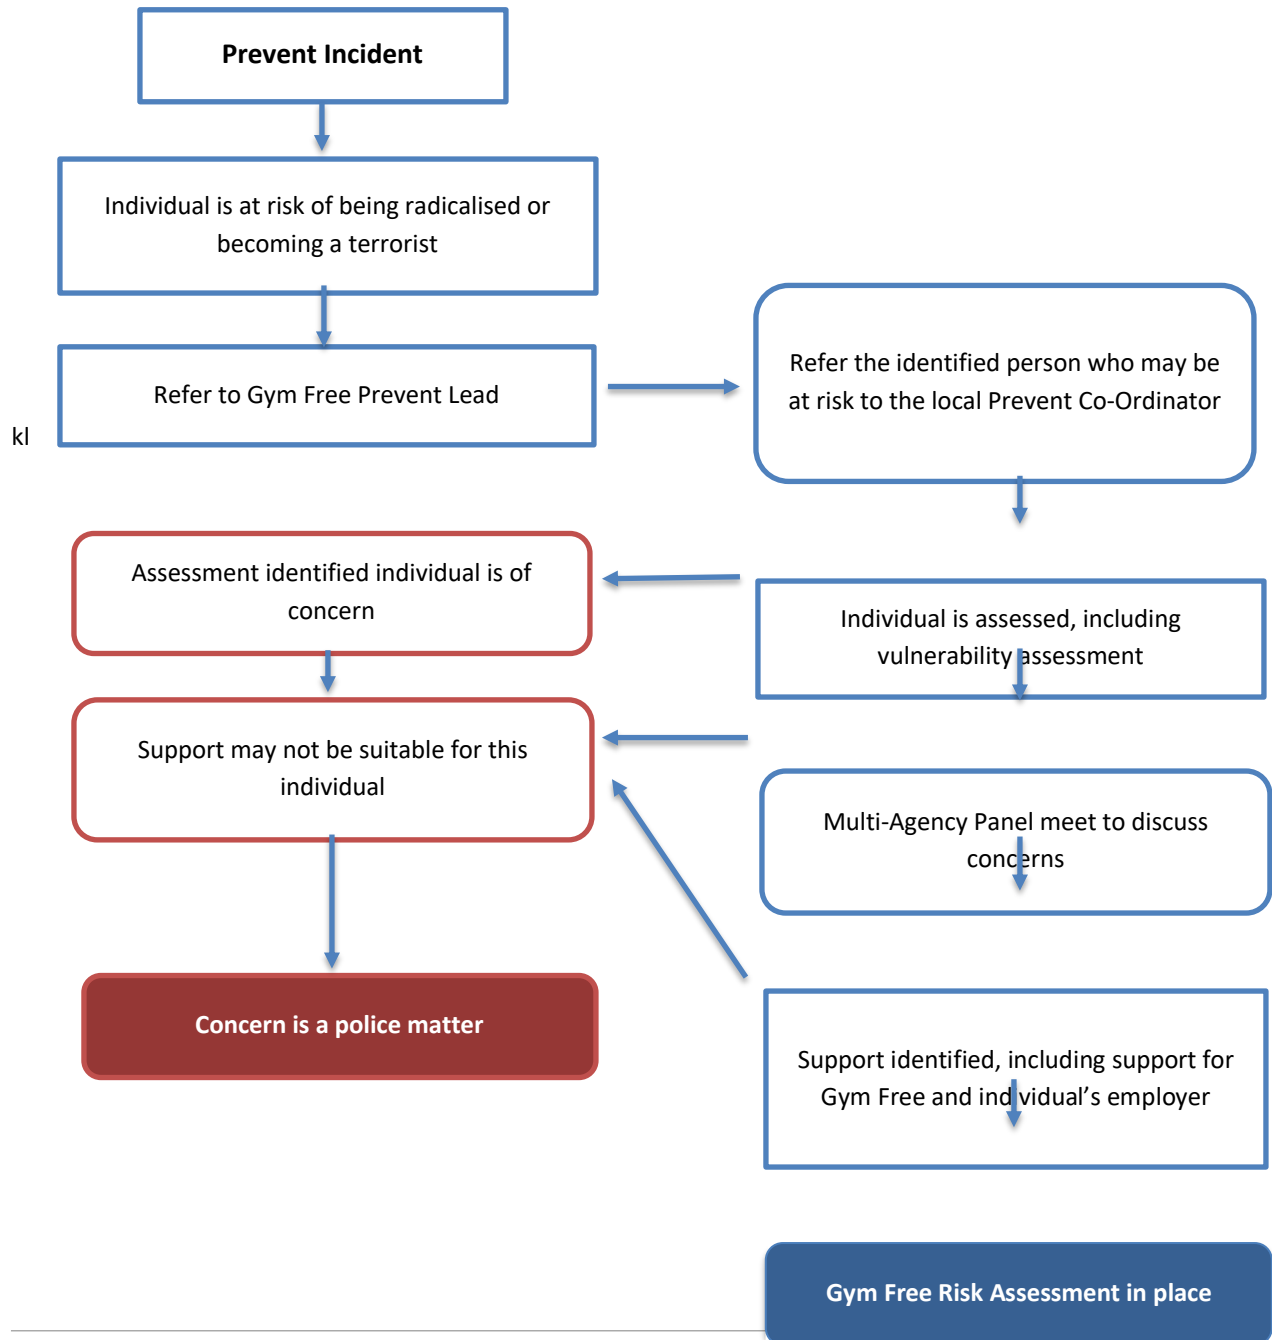 Prevent Incident
Individual is at risk of being radicalised or
becoming a terrorist
Refer to Gym Free Prevent Lead
Refer the identified person who may be
at risk to the local Prevent Co-Ordinator
kl
Assessment identified individual is of
concern
Individual is assessed, including
vulnerability assessment
Support may not be suitable for this
individual
Multi-Agency Panel meet to discuss
concerns
Concern is a police matter
Support identified, including support for
Gym Free and individual’s employer
Gym Free Risk Assessment in place